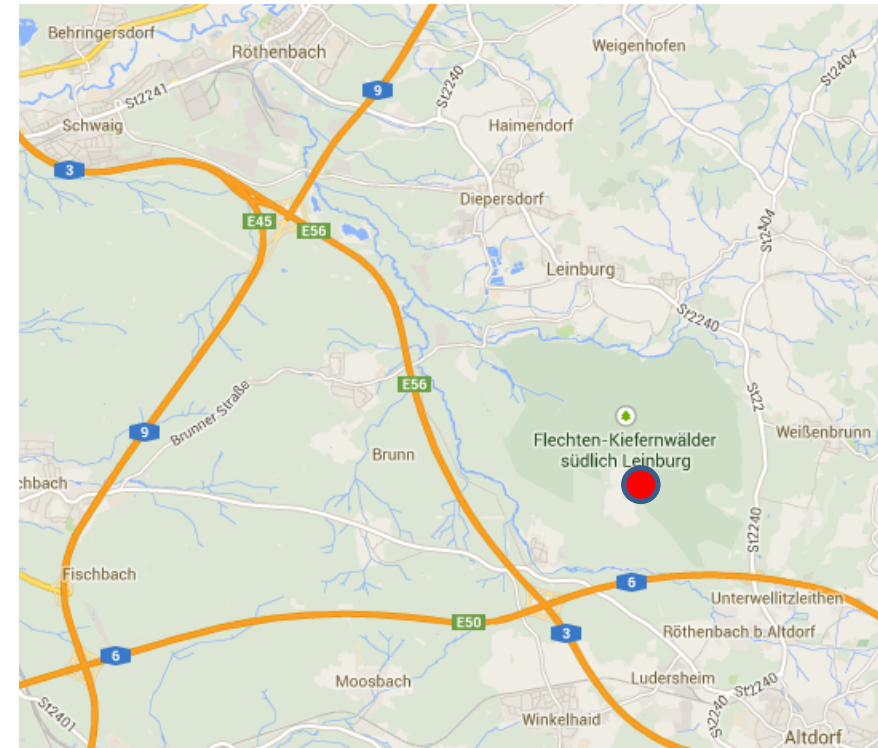 Behringersdorf
Röthenbach
Weigenhofen
St2404
9
St2240
St2241
Schwaig
Haimendorf
3
Diepersdorf
E45
E56
St2404
Leinburg
St2240
E56
St22
Brunner Straße
9
Flechten-Kiefernwälder
südlich Leinburg
Weißenbrunn
Brunn
chbach
St2240
Fischbach
6
Unterwellitzleithen
E50
3
Röthenbach b.Altdorf
6
Moosbach
Ludersheim
St2240
St2401
Winkelhaid
St2240
Altdorf